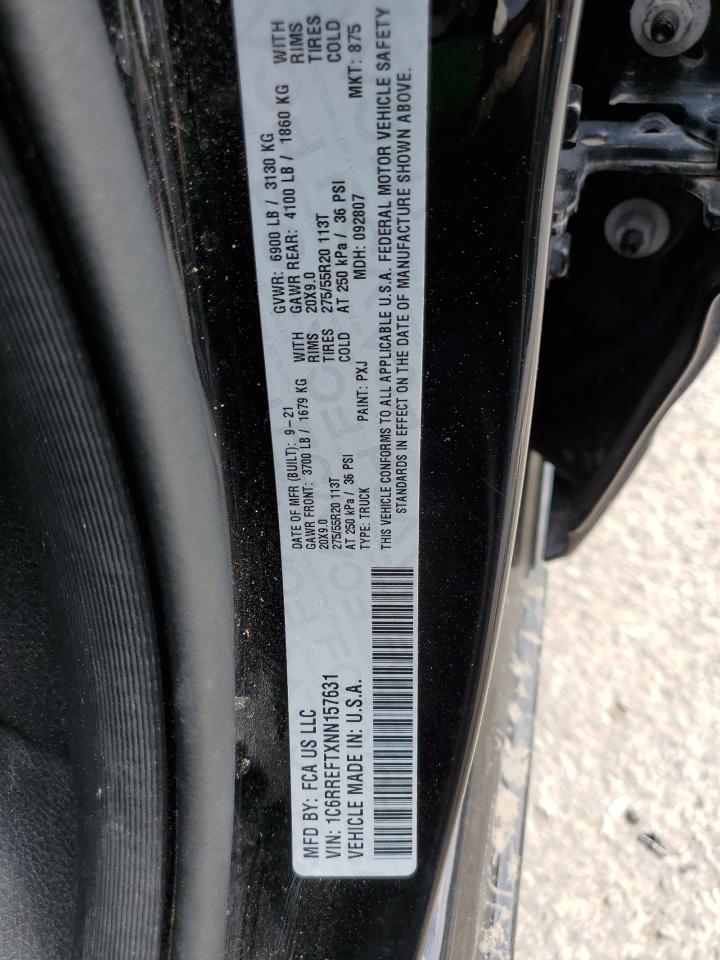 MFD BY: FCA US LLC
VIN: 1C6RREFTXNN157631
VEHICLE MADE IN: U.S.A.
DATE OF MFR (BUILT): 9-21 GVWR: 6900 LB / 3130 KG
GAWR FRONT: 3700 LB / 1679 KG WITH GAWR REAR: 4100 LB / 1860 KG WITH
20X9.0 RIMS 20X9.0 RIMS
275/55R20 113T TIRES 275/55R20 113T TIRES
AT 250 kPa / 36 PSI COLD AT 250 kPa / 36 PSI COLD
TYPE: TRUCK PAINT: PXJ MDH: 092807 MKT: 875
THIS VEHICLE CONFORMS TO ALL APPLICABLE U.S.A. FEDERAL MOTOR VEHICLE SAFETY
STANDARDS IN EFFECT ON THE DATE OF MANUFACTURE SHOWN ABOVE.